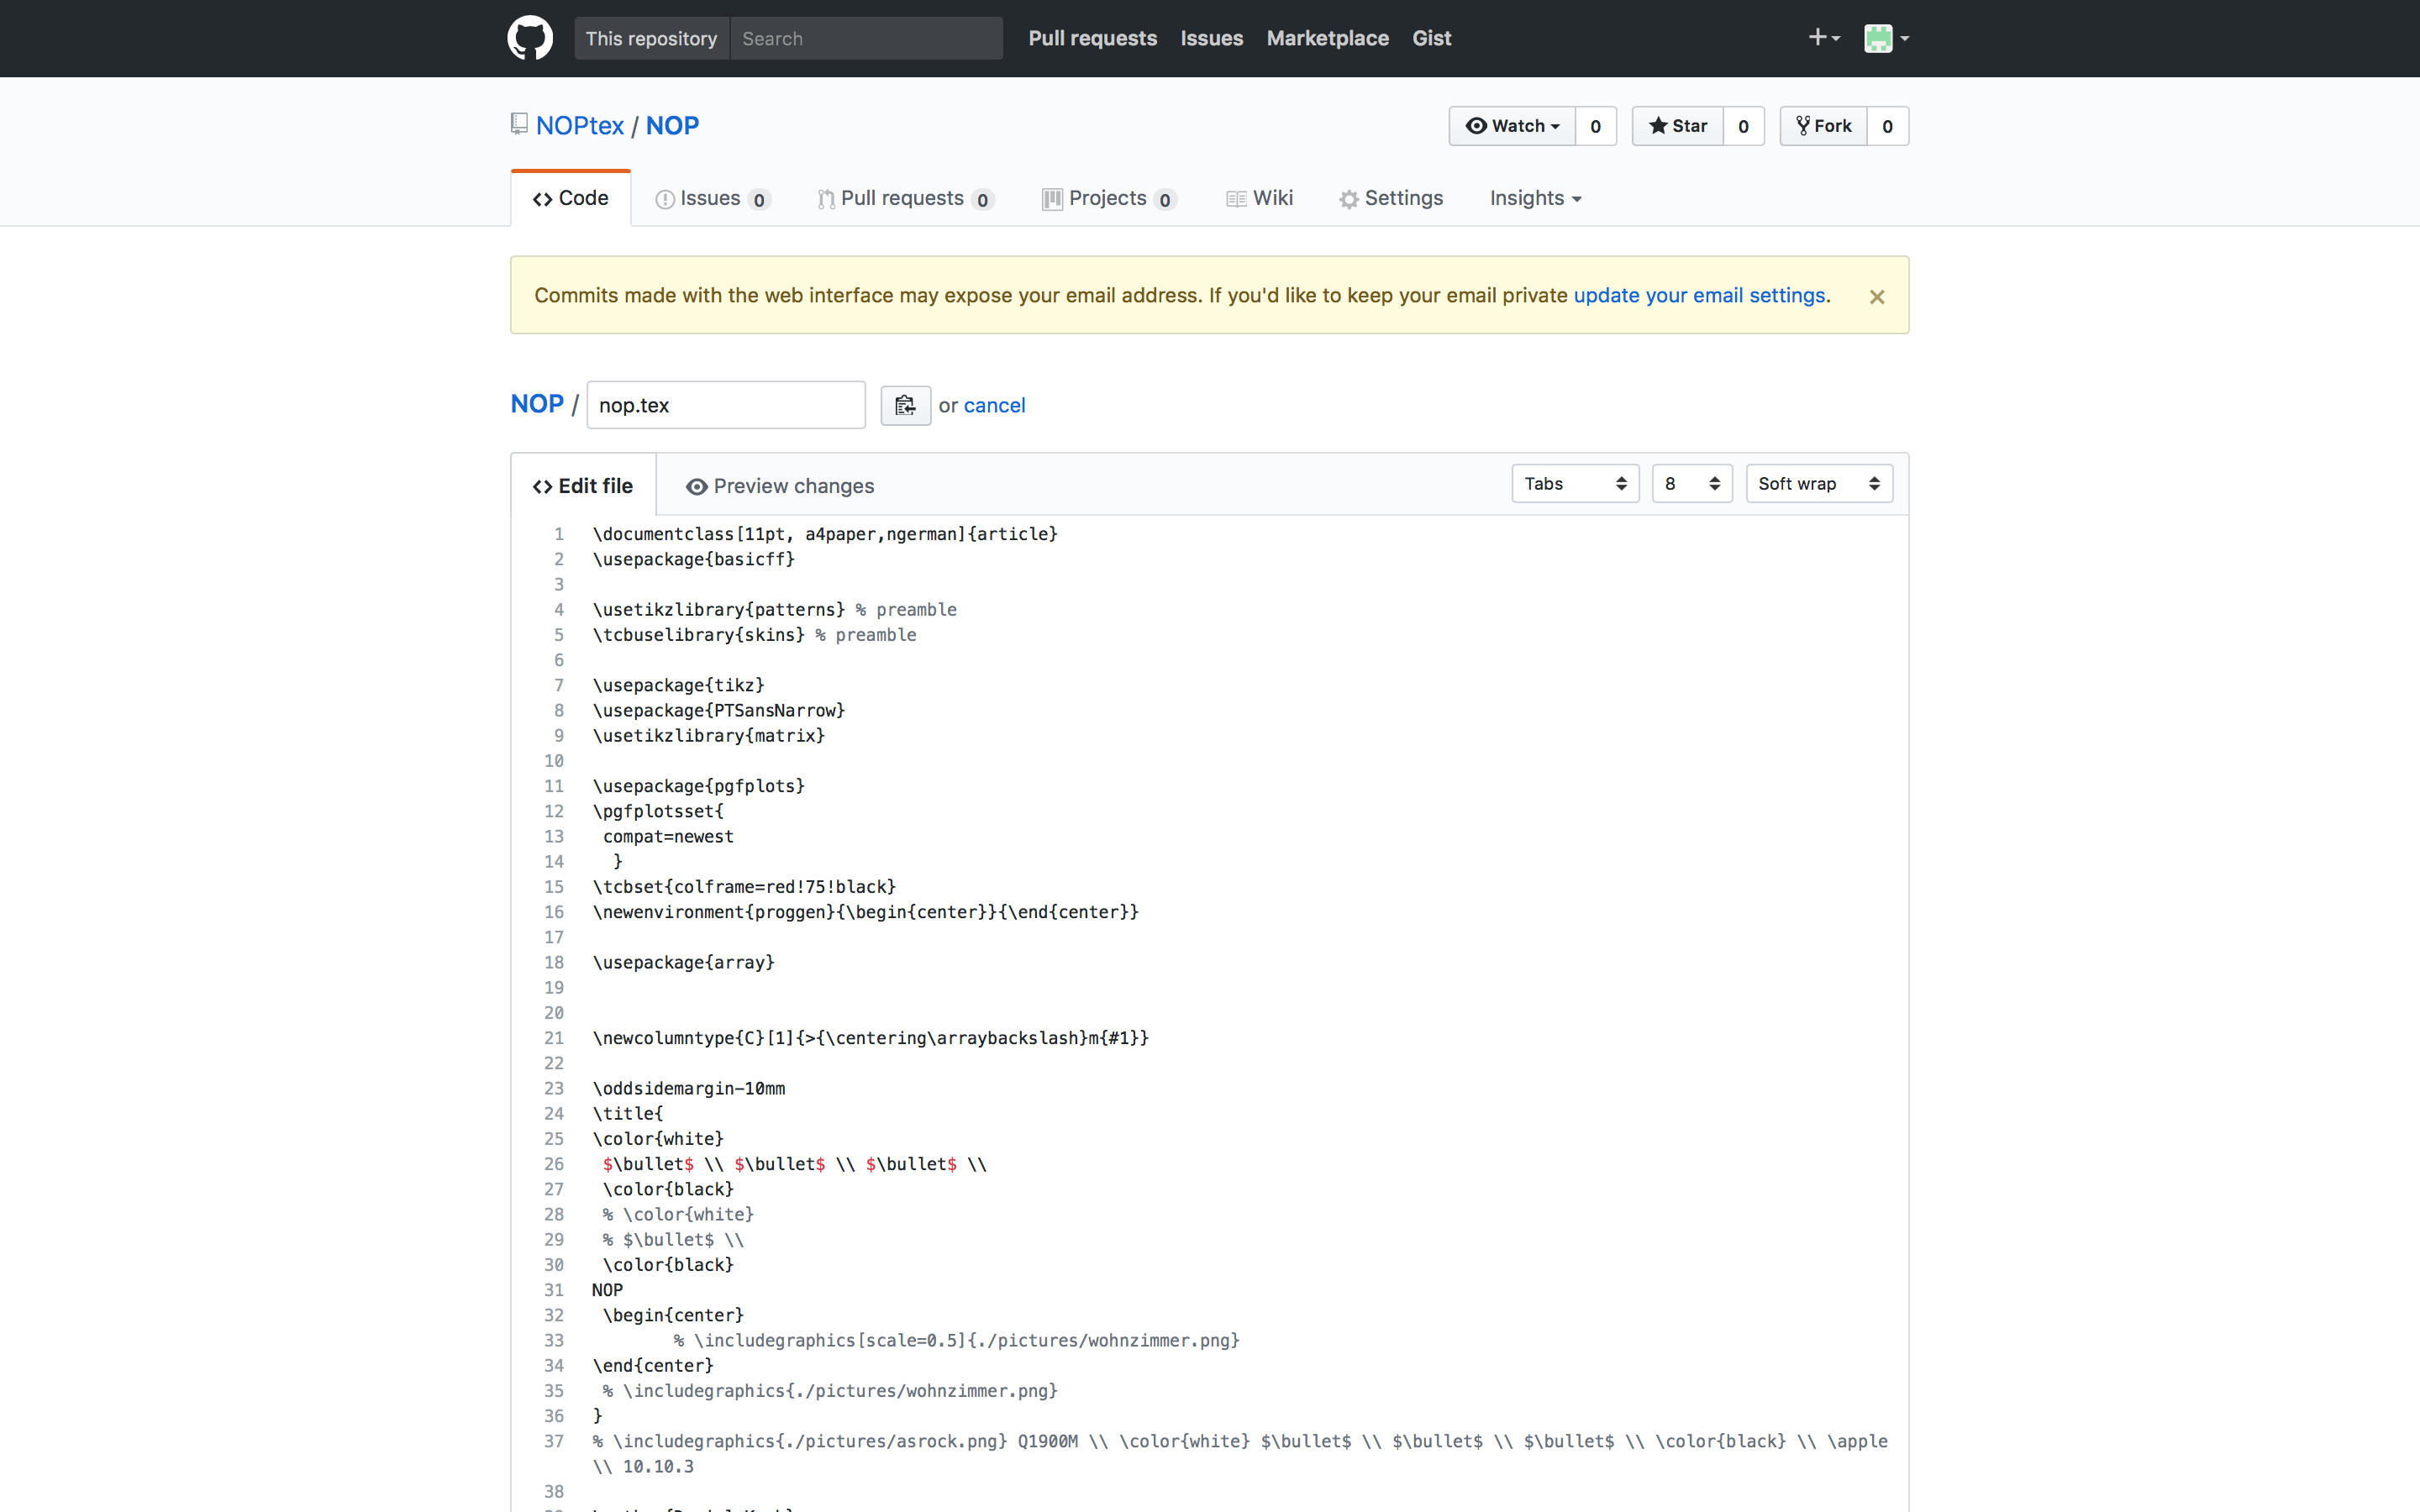 This repository Search Pull requests Issues Marketplace Gist
NOPtex / NOP Watch 0 Star 0 Fork 0
Code Issues 0 Pull requests 0 Projects 0 Wiki Settings Insights
Commits made with the web interface may expose your email address. If you'd like to keep your email private update your email settings.
NOP / nop.tex or cancel
Edit file Preview changes Tabs 8 Soft wrap
1 \documentclass[11pt, a4paper,ngerman]{article}
2 \usepackage{basicff}
3
4 \usetikzlibrary{patterns} % preamble
5 \tcbuselibrary{skins} % preamble
6
7 \usepackage{tikz}
8 \usepackage{PTSansNarrow}
9 \usetikzlibrary{matrix}
10
11 \usepackage{pgfplots}
12 \pgfplotsset{
13 compat=newest
14 }
15 \tcbset{colframe=red!75!black}
16 \newenvironment{proggen}{\begin{center}}{\end{center}}
17
18 \usepackage{array}
19
20
21 \newcolumntype{C}[1]{>{\centering\arraybackslash}m{#1}}
22
23 \oddsidemargin-10mm
24 \title{
25 \color{white}
26 $\bullet$ \\ $\bullet$ \\ $\bullet$ \\
27 \color{black}
28 % \color{white}
29 % $\bullet$ \\
30 \color{black}
31 NOP
32 \begin{center}
33 % \includegraphics[scale=0.5]{./pictures/wohnzimmer.png}
34 \end{center}
35 % \includegraphics{./pictures/wohnzimmer.png}
36 }
37 % \includegraphics{./pictures/asrock.png} Q1900M \\ \color{white} $\bullet$ \\ $\bullet$ \\ $\bullet$ \\ \color{black} \\ \apple
\\ 10.10.3
38